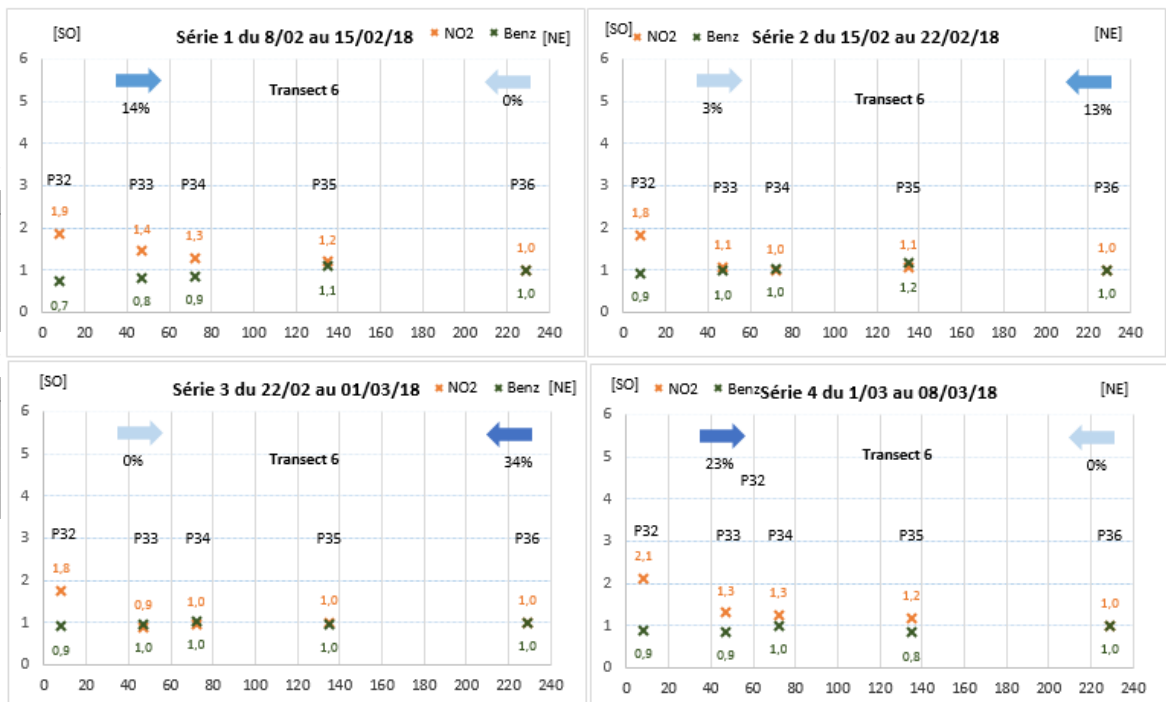 [SO] Série 1 du 8/02 au 15/02/18 NO2 Benz [NE]
6
5
4
3
2
1
0
14%
Transect 6
0%
P32 P33 P34 P35 P36
1,9 1,4 1,3 1,2 1,0
0,7 0,8 0,9 1,1 1,0
0 20 40 60 80 100 120 140 160 180 200 220 240
[SO] NO2 Benz Série 2 du 15/02 au 22/02/18 [NE]
6
5
4
3
2
1
0
3%
Transect 6
13%
P32 P33 P34 P35 P36
1,8 1,1 1,0 1,1 1,0
0,9 1,0 1,0 1,2 1,0
0 20 40 60 80 100 120 140 160 180 200 220 240
[SO] Série 3 du 22/02 au 01/03/18 NO2 Benz [NE]
6
5
4
3
2
1
0
0%
Transect 6
34%
P32 P33 P34 P35 P36
1,8 0,9 1,0 1,0 1,0
0,9 1,0 1,0 1,0 1,0
0 20 40 60 80 100 120 140 160 180 200 220 240
[SO] NO2 Benz Série 4 du 1/03 au 08/03/18 [NE]
6
5
4
3
2
1
0
23%
Transect 6
0%
P32
P32 P33 P34 P35 P36
2,1 1,3 1,3 1,2 1,0
0,9 0,9 1,0 0,8 1,0
0 20 40 60 80 100 120 140 160 180 200 220 240